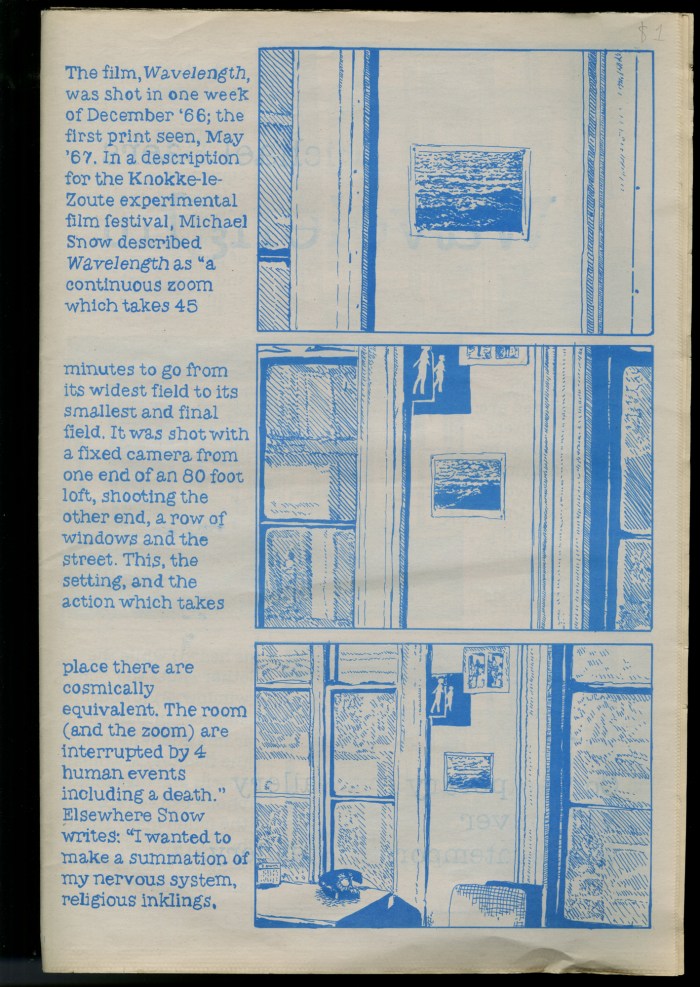 $1
The film, Wavelength,
was shot in one week
of December '66; the
first print seen, May
'67. In a description
for the Knokke-le-
Zoute experimental
film festival, Michael
Snow described
Wavelength as "a
continuous zoom
which takes 45
minutes to go from
its widest field to its
smallest and final
field. It was shot with
a fixed camera from
one end of an 80 foot
loft, shooting the
other end, a row of
windows and the
street. This, the
setting, and the
action which takes
place there are
cosmically
equivalent. The room
(and the zoom) are
interrupted by 4
human events
including a death."
Elsewhere Snow
writes: "I wanted to
make a summation of
my nervous system,
religious inklings,